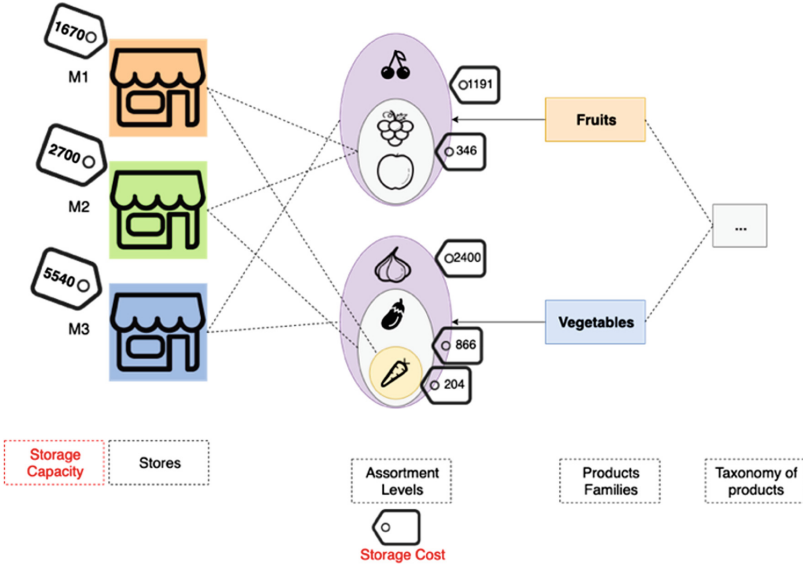 1670
M1
2700
M2
5540
M3
1191
346
2400
866
204
Fruits
Vegetables
...
Storage
Capacity
Stores
Assortment
Levels
Storage Cost
Products
Families
Taxonomy of
products